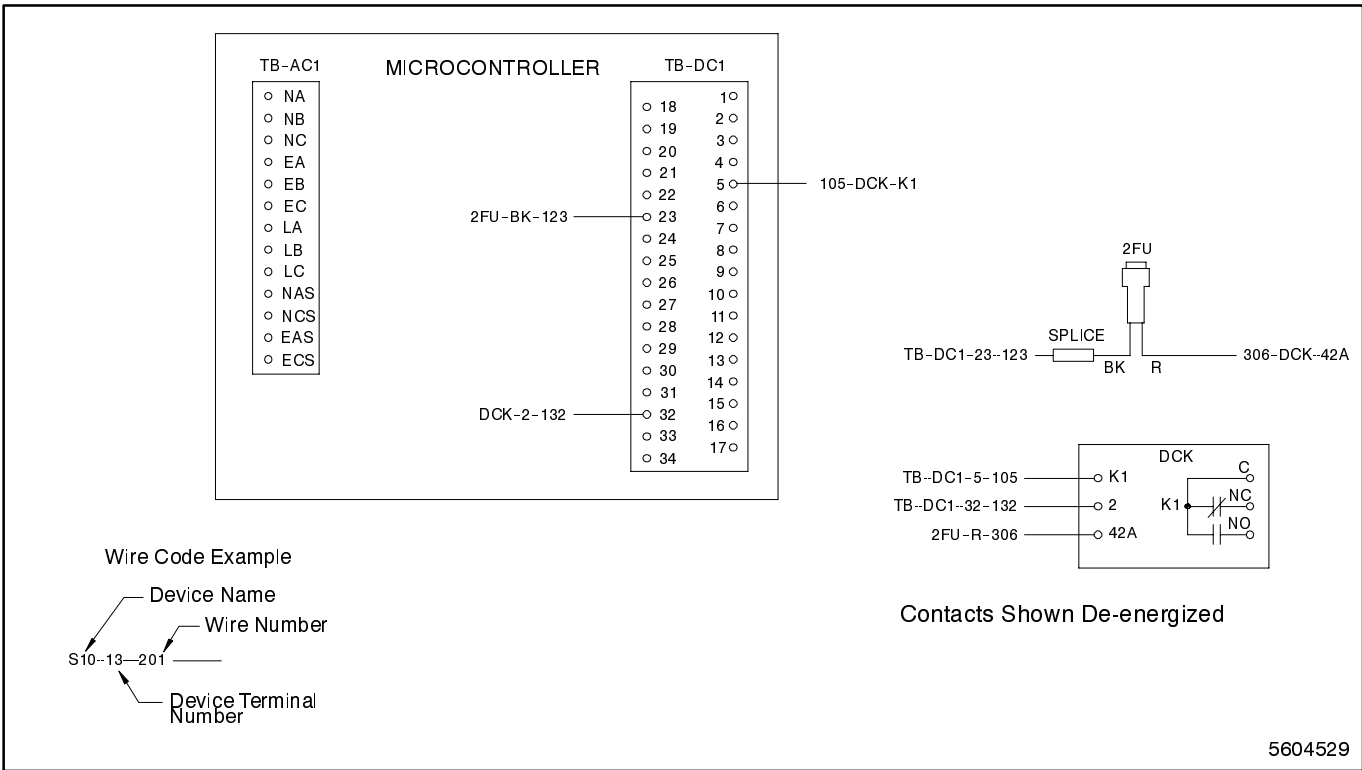 TB-AC1
MICROCONTROLLER
TB-DC1
NA
NB
NC
EA
EB
EC
LA
LB
LC
NAS
NCS
EAS
ECS
18
19
20
21
22
23
24
25
26
27
28
29
30
31
32
33
34
1
2
3
4
5
6
7
8
9
10
11
12
13
14
15
16
17
2FU-BK-123
DCK-2-132
105-DCK-K1
2FU
SPLICE
TB-DC1-23--123
BK
R
306-DCK--42A
DCK
TB--DC1-5-105
K1
TB--DC1--32-132
2
2FU-R-306
42A
K1
C
NC
NO
Contacts Shown De-energized
Wire Code Example
Device Name
Wire Number
S10--13—201
Device Terminal
Number
5604529